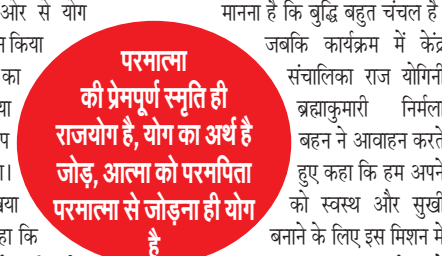 ओर से योग
न किया
का
या
प
ा।
या
हा कि
परमात्मा
की प्रेमपूर्ण स्मृति ही
राजयोग है, योग का अर्थ है
जोड़, आत्मा को परमपिता
परमात्मा से जोड़ना ही योग
है
मानना है कि बुद्धि बहुत चंचल है
जबकि कार्यक्रम में केंद्र
संचालिका राज योगिनी
ब्रह्माकुमारी निर्मला
बहन ने आवाहन करते
हुए कहा कि हम अपने
को स्वस्थ और सुखी
बनाने के लिए इस मिशन में